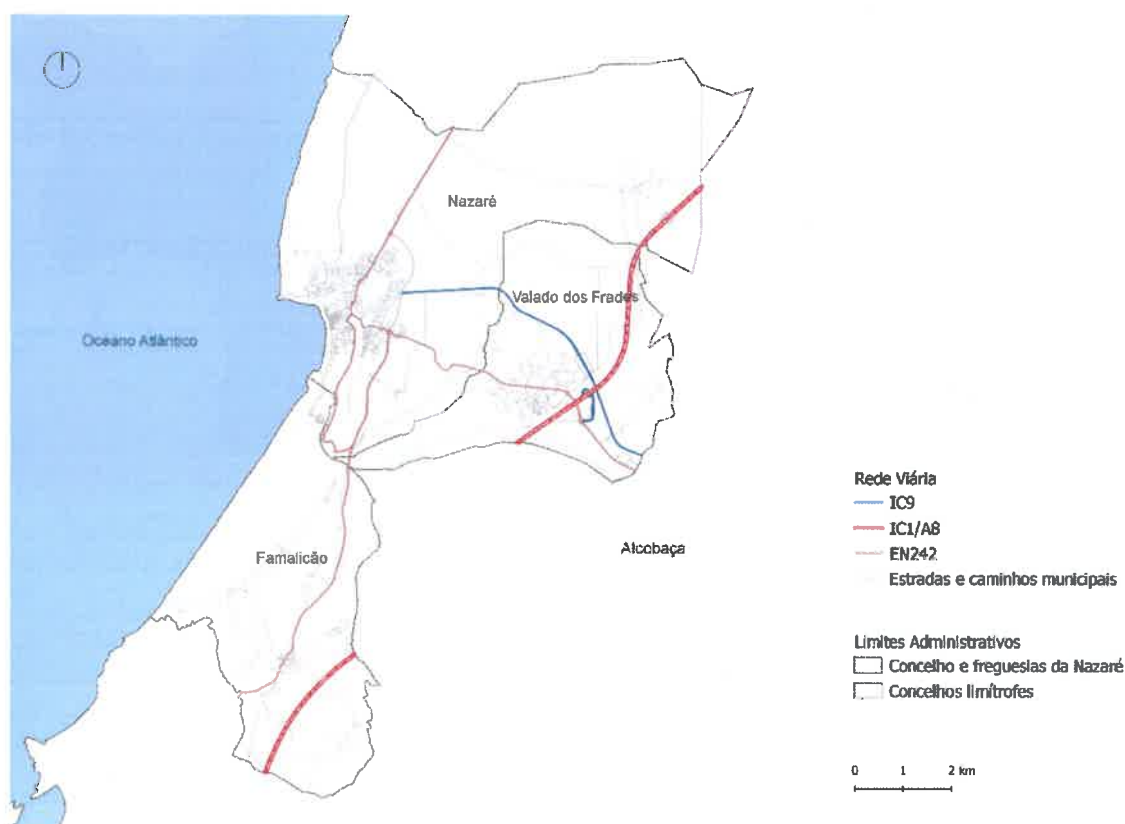 Nazaré
Valado dos Frades
Oceano Atlântico
Famalicão
Alcobaça
Rede Viária
IC9
IC1/A8
EN242
Estradas e caminhos municipais
Limites Administrativos
Concelho e freguesias da Nazaré
Concelhos limítrofes
0 1 2 km